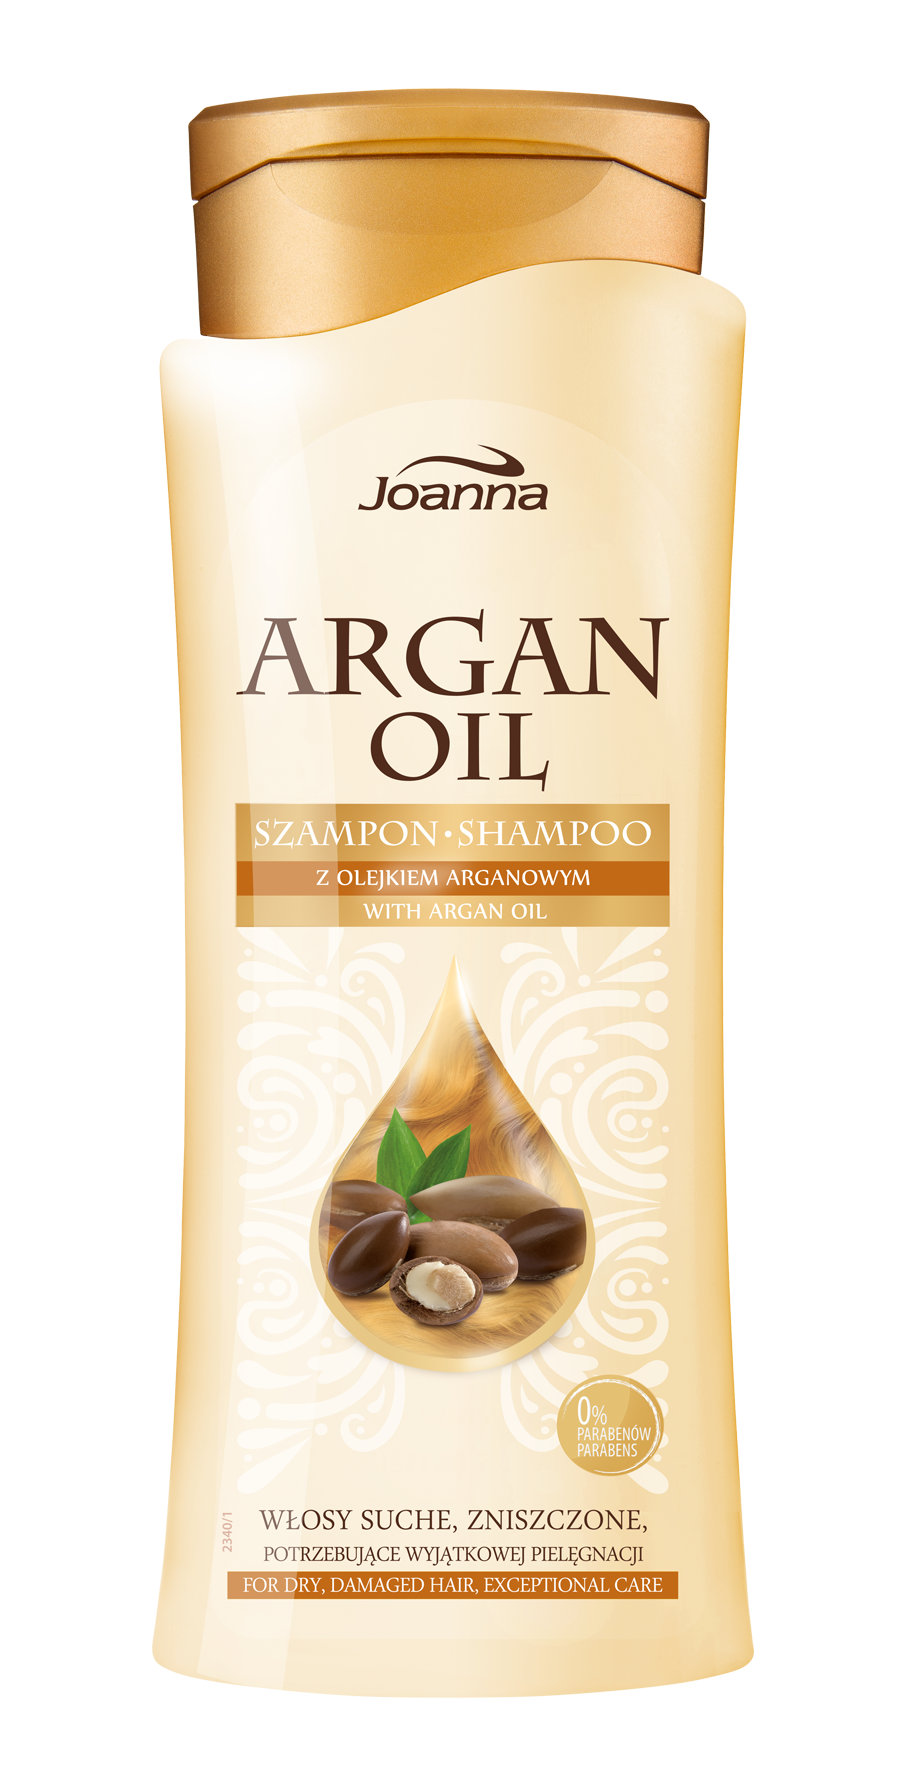 Joanna
ARGAN
OIL
SZAMPON·SHAMPOO
Z OLEJKIEM ARGANOWYM
WITH ARGAN OIL
0%
PARABENÓW
PARABENS
WŁOSY SUCHE, ZNISZCZONE,
POTRZEBUJĄCE WYJĄTKOWEJ PIELĘGNACJI
FOR DRY, DAMAGED HAIR, EXCEPTIONAL CARE
2340/1